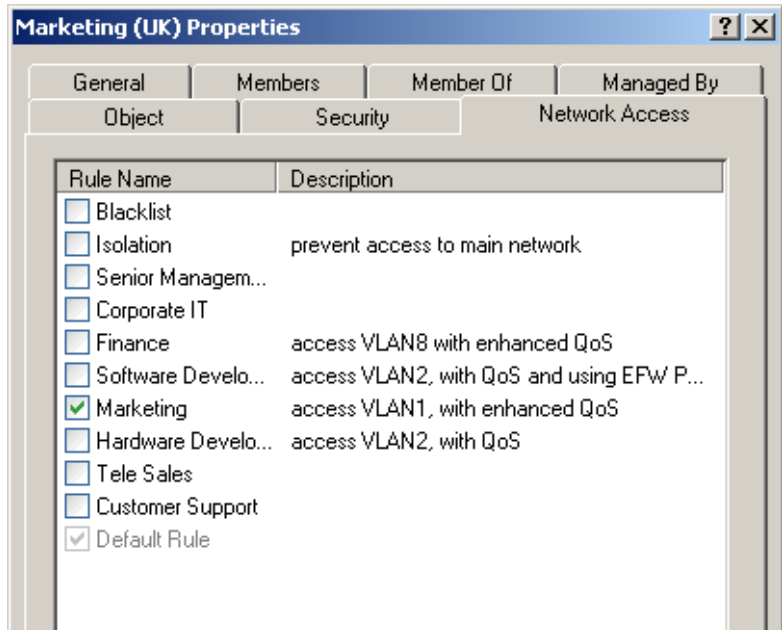 Marketing (UK) Properties
General Members Member Of Managed By
Object Security Network Access
Rule Name Description
Blacklist
Isolation prevent access to main network
Senior Managem...
Corporate IT
Finance access VLAN8 with enhanced QoS
Software Develo... access VLAN2, with QoS and using EFW P...
Marketing access VLAN1, with enhanced QoS
Hardware Develo... access VLAN2, with QoS
Tele Sales
Customer Support
Default Rule